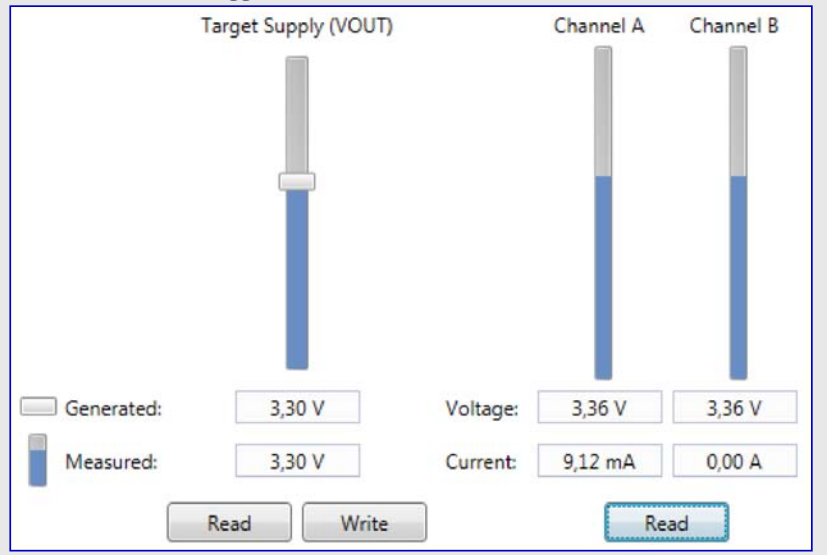 Target Supply (VOUT)
Channel A
Channel B
Generated:
3,30 V
Voltage:
3,36 V
3,36 V
Measured:
3,30 V
Current:
9,12 mA
0,00 A
Read
Write
Read